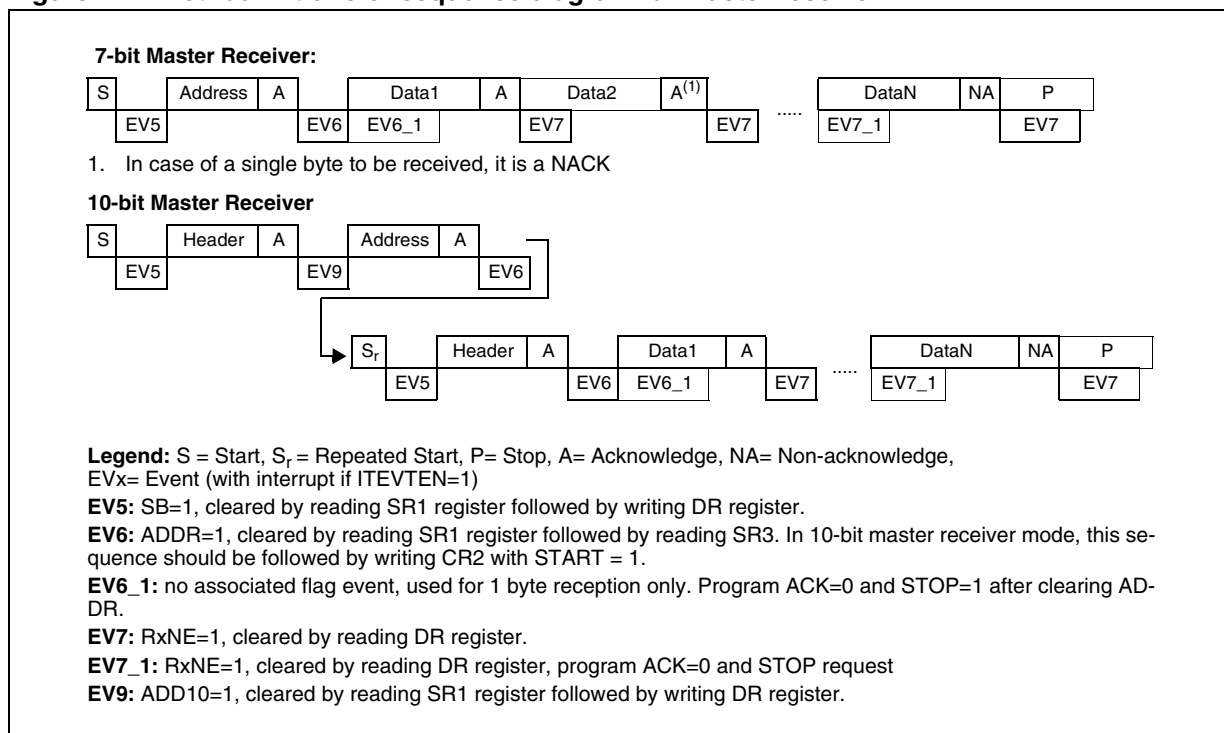 7-bit Master Receiver:
S Address A Data1 A Data2 A(1) DataN NA P
EV5 EV6 EV6_1 EV7 EV7 ..... EV7_1 EV7
1. In case of a single byte to be received, it is a NACK
10-bit Master Receiver
S Header A Address A
EV5 EV9 EV6
Sr Header A Data1 A DataN NA P
EV5 EV6 EV6_1 EV7 ..... EV7_1 EV7
Legend: S = Start, Sr = Repeated Start, P= Stop, A= Acknowledge, NA= Non-acknowledge,
EVx= Event (with interrupt if ITEVTEN=1)
EV5: SB=1, cleared by reading SR1 register followed by writing DR register.
EV6: ADDR=1, cleared by reading SR1 register followed by reading SR3. In 10-bit master receiver mode, this se-
quence should be followed by writing CR2 with START = 1.
EV6_1: no associated flag event, used for 1 byte reception only. Program ACK=0 and STOP=1 after clearing AD-
DR.
EV7: RxNE=1, cleared by reading DR register.
EV7_1: RxNE=1, cleared by reading DR register, program ACK=0 and STOP request
EV9: ADD10=1, cleared by reading SR1 register followed by writing DR register.